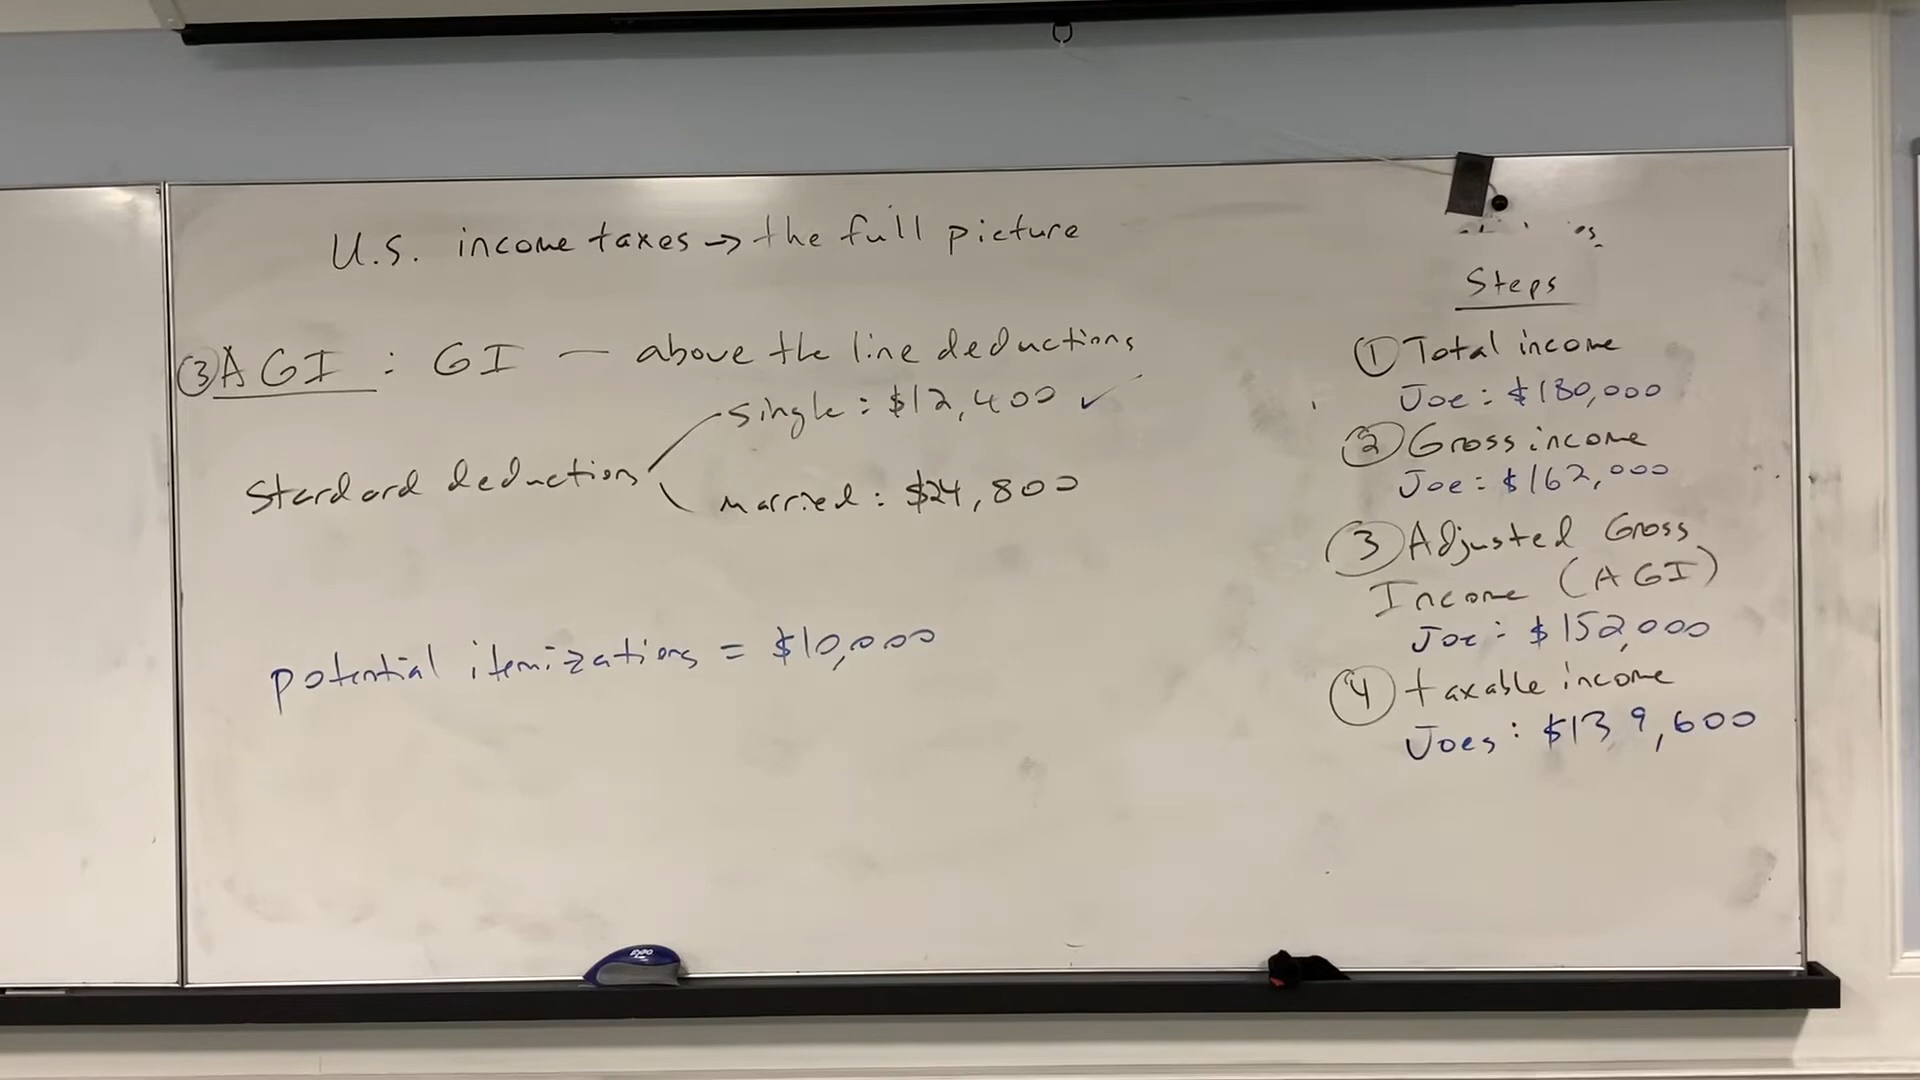 U.S. income taxes → the full picture
③ AGI : GI — above the line deductions
Single : $12,400 ✓
Standard deductions
Married : $24,800
potential itemizations = $10,000
Steps
① Total income
Joe : $180,000
② Gross income
Joe : $162,000
③ Adjusted Gross
Income (AGI)
Joe : $152,000
④ taxable income
Joes : $139,600
EXPO